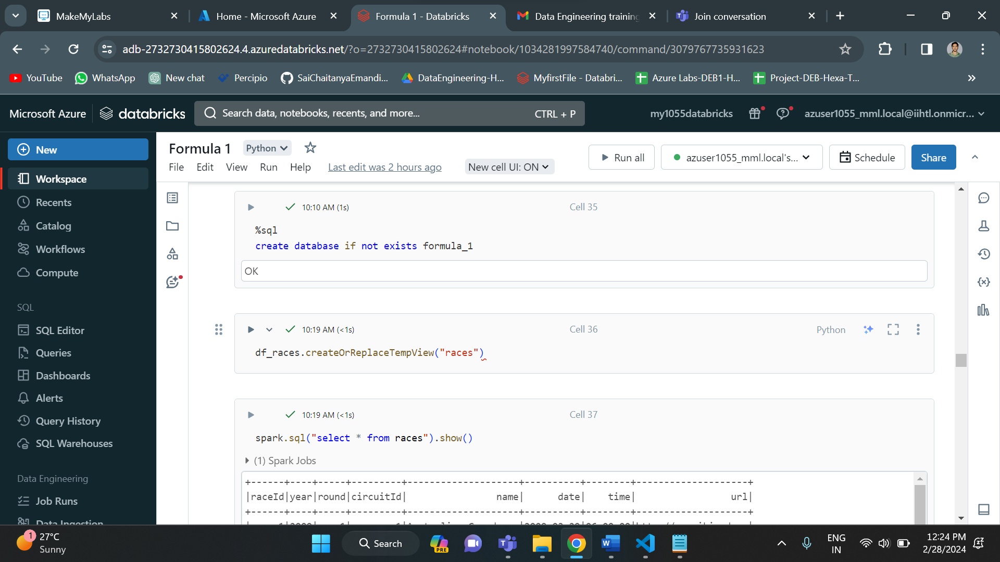 MakeMyLabs
Home - Microsoft Azure
Formula 1 - Databricks
Data Engineering training
Join conversation
adb-2732730415802624.4.azuredatabricks.net/?o=2732730415802624#notebook/1034281997584740/command/3079767735931623
YouTube
WhatsApp
New chat
Percipio
SaiChaitanyaEmandi...
DataEngineering-H...
MyfirstFile - Databri...
Azure Labs-DEB1-H...
Project-DEB-Hexa-T...
Microsoft Azure
databricks
Search data, notebooks, recents, and more...
CTRL + P
my1055databricks
azuser1055_mml.local@iihtl.onmicr...
New
Workspace
Recents
Catalog
Workflows
Compute
SQL
SQL Editor
Queries
Dashboards
Alerts
Query History
SQL Warehouses
Data Engineering
Job Runs
Data Ingestion
Formula 1
Python
File
Edit
View
Run
Help
Last edit was 2 hours ago
New cell UI: ON
Run all
azuser1055_mml.local's...
Schedule
Share
10:10 AM (1s)
Cell 35
%sql
create database if not exists formula_1
OK
10:19 AM (<1s)
Cell 36
Python
df_races.createOrReplaceTempView("races")
10:19 AM (<1s)
Cell 37
spark.sql("select * from races").show()
(1) Spark Jobs
+------+----+-----+---------+--------------------+----------+--------+--------------------+
|raceId|year|round|circuitId|                name|      date|    time|                 url|
+------+----+-----+---------+--------------------+----------+--------+--------------------+
1
27°C
Sunny
Search
PRE
ENG
IN
12:24 PM
2/28/2024